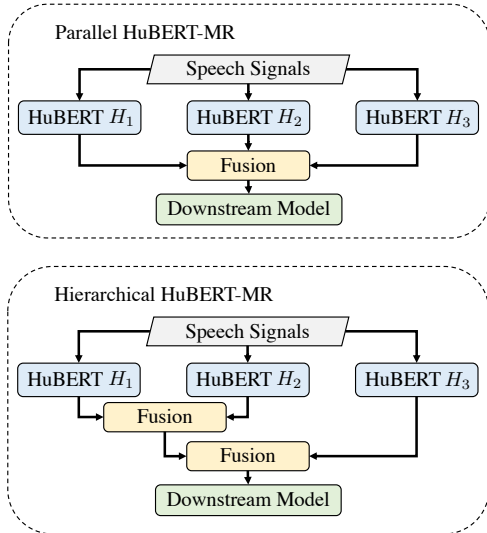 Parallel HuBERT-MR
Speech Signals
HuBERT H₁ HuBERT H₂ HuBERT H₃
Fusion
Downstream Model
Hierarchical HuBERT-MR
Speech Signals
HuBERT H₁ HuBERT H₂ HuBERT H₃
Fusion
Fusion
Downstream Model